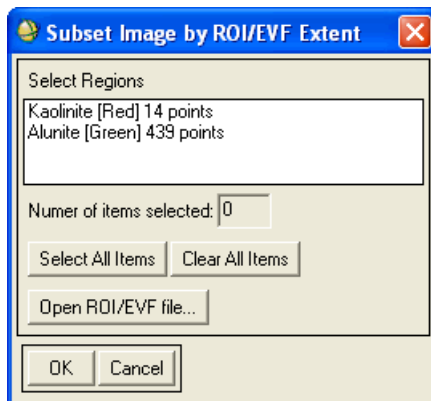 Subset Image by ROI/EVF Extent
Select Regions
Kaolinite [Red] 14 points
Alunite [Green] 439 points
Numer of items selected: 0
Select All Items Clear All Items
Open ROI/EVF file...
OK Cancel